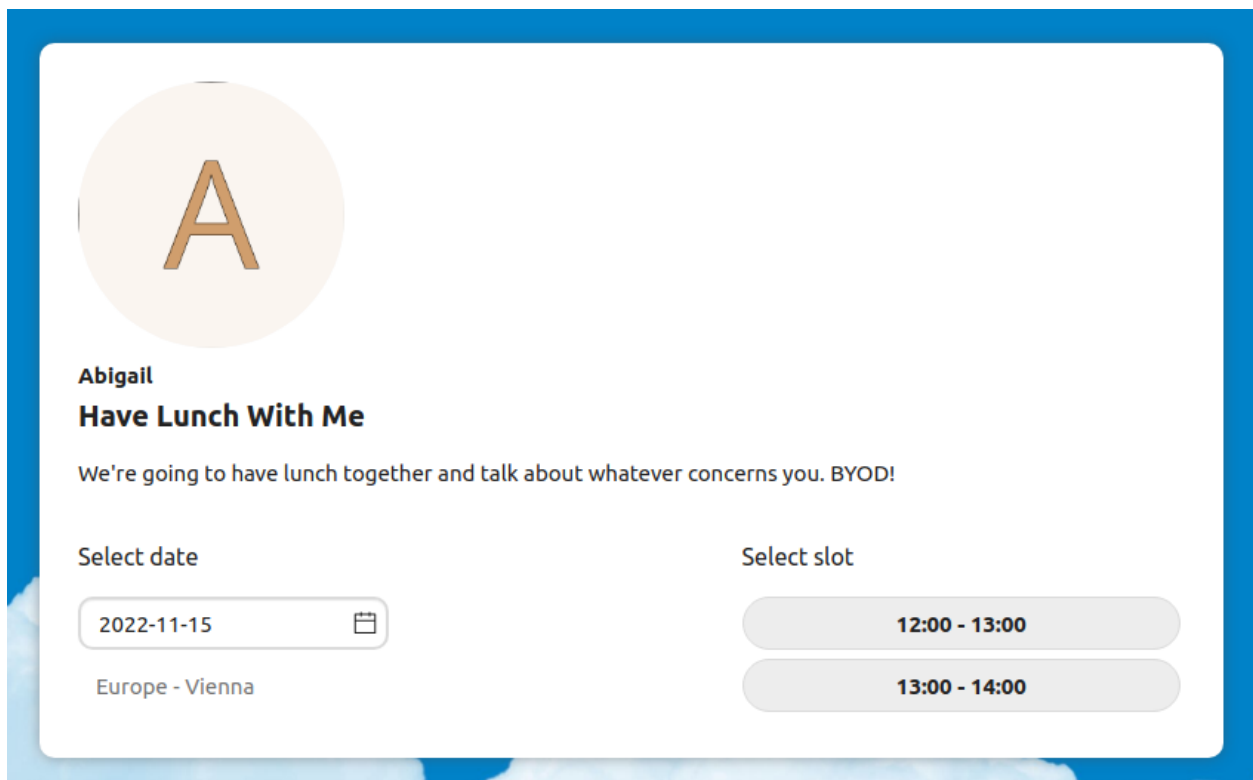 A
Abigail
Have Lunch With Me
We're going to have lunch together and talk about whatever concerns you. BYOD!
Select date
2022-11-15
Europe - Vienna
Select slot
12:00 - 13:00
13:00 - 14:00